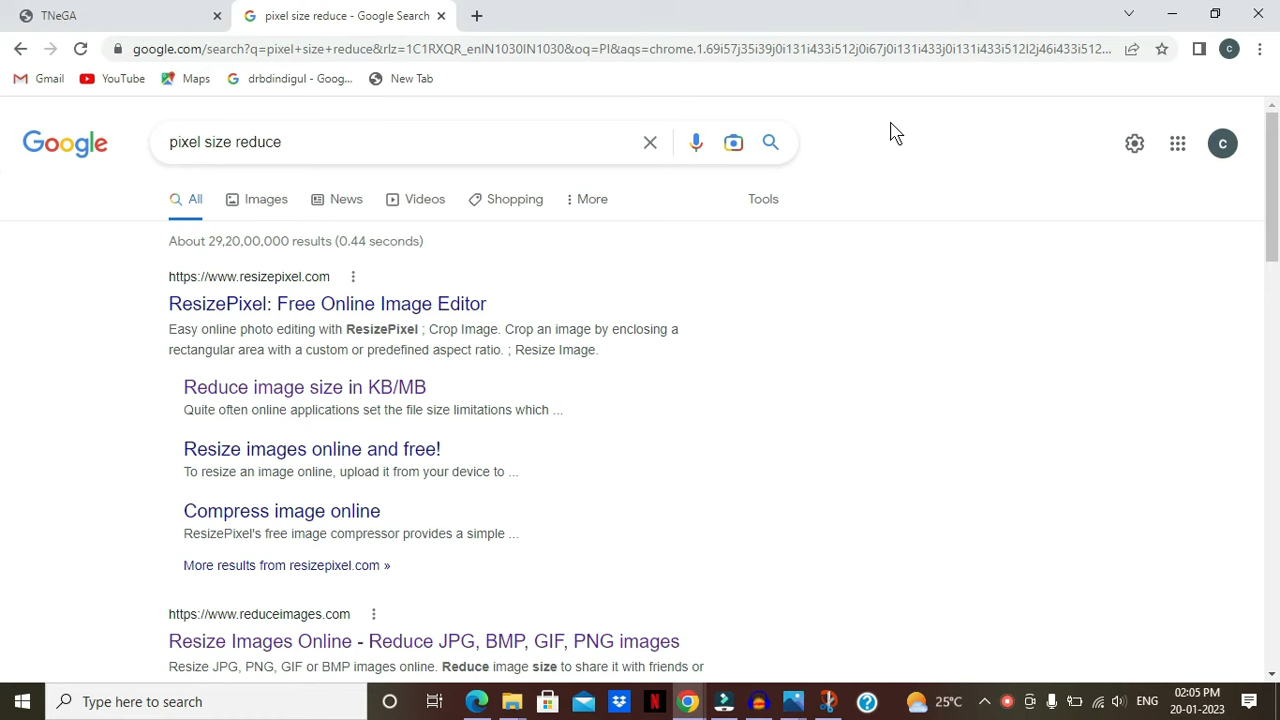 TNeGA
pixel size reduce - Google Search
google.com/search?q=pixel+size+reduce&rlz=1C1RXQR_enIN1030IN1030&oq=PI&aqs=chrome.1.69i57j35i39j0i131i433i512j0i67j0i131i433j0i131i433i512l2j46i433i512...
C
Gmail
YouTube
Maps
drbdindigul - Goog...
New Tab
Google
pixel size reduce
C
All
Images
News
Videos
Shopping
More
Tools
About 29,20,00,000 results (0.44 seconds)
https://www.resizepixel.com
ResizePixel: Free Online Image Editor
Easy online photo editing with ResizePixel ; Crop Image. Crop an image by enclosing a
rectangular area with a custom or predefined aspect ratio. ; Resize Image.
Reduce image size in KB/MB
Quite often online applications set the file size limitations which ...
Resize images online and free!
To resize an image online, upload it from your device to ...
Compress image online
ResizePixel's free image compressor provides a simple ...
More results from resizepixel.com »
https://www.reduceimages.com
Resize Images Online - Reduce JPG, BMP, GIF, PNG images
Resize JPG, PNG, GIF or BMP images online. Reduce image size to share it with friends or
Type here to search
N
25°C
ENG
02:05 PM
20-01-2023